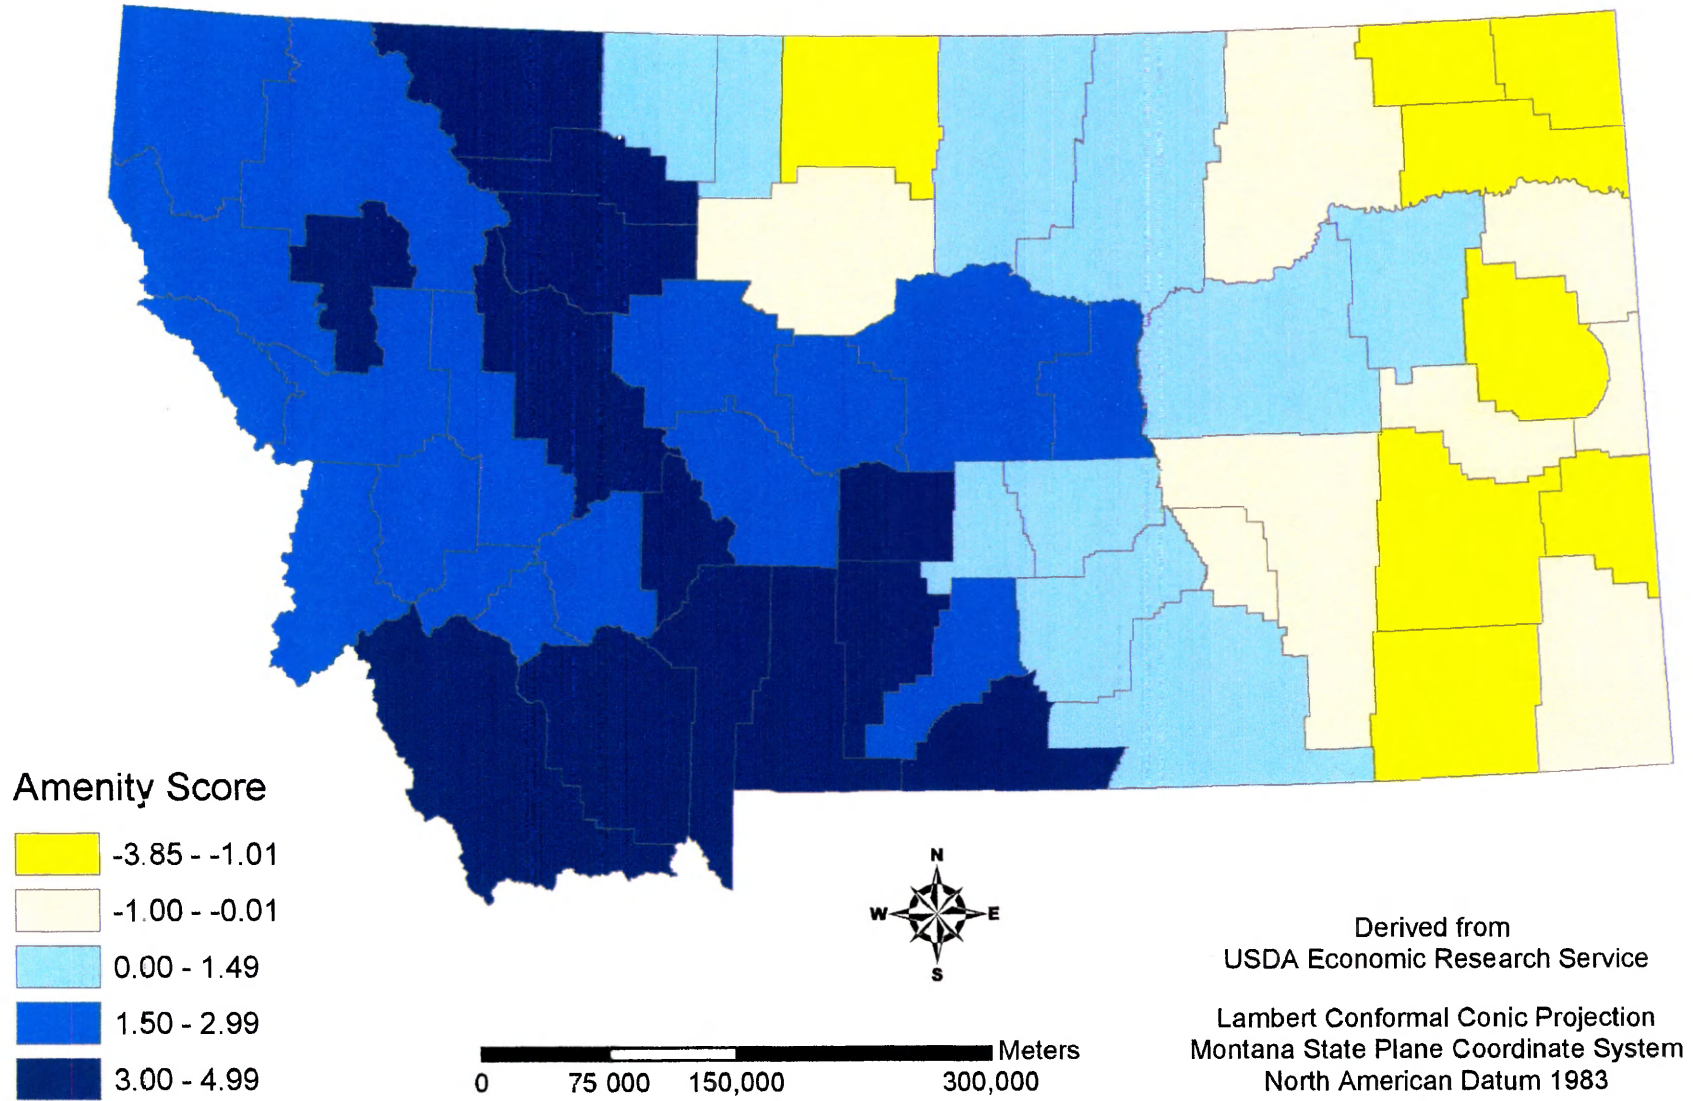 Amenity Score
-3.85 - -1.01
-1.00 - -0.01
0.00 - 1.49
1.50 - 2.99
3.00 - 4.99
N
W E
S
Meters
0 75 000 150,000 300,000
Derived from
USDA Economic Research Service
Lambert Conformal Conic Projection
Montana State Plane Coordinate System
North American Datum 1983